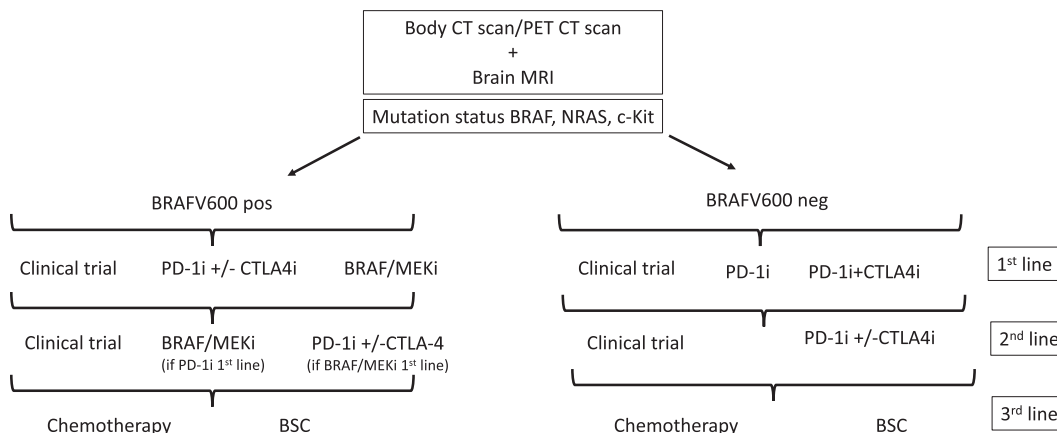 Body CT scan/PET CT scan
+
Brain MRI
Mutation status BRAF, NRAS, c-Kit
BRAFV600 pos
BRAFV600 neg
Clinical trial PD-1i +/- CTLA4i BRAF/MEKi
Clinical trial PD-1i PD-1i+CTLA4i
1st line
Clinical trial BRAF/MEKi PD-1i +/-CTLA-4
(if PD-1i 1st line) (if BRAF/MEKi 1st line)
Clinical trial PD-1i +/-CTLA4i
2nd line
Chemotherapy BSC
Chemotherapy BSC
3rd line